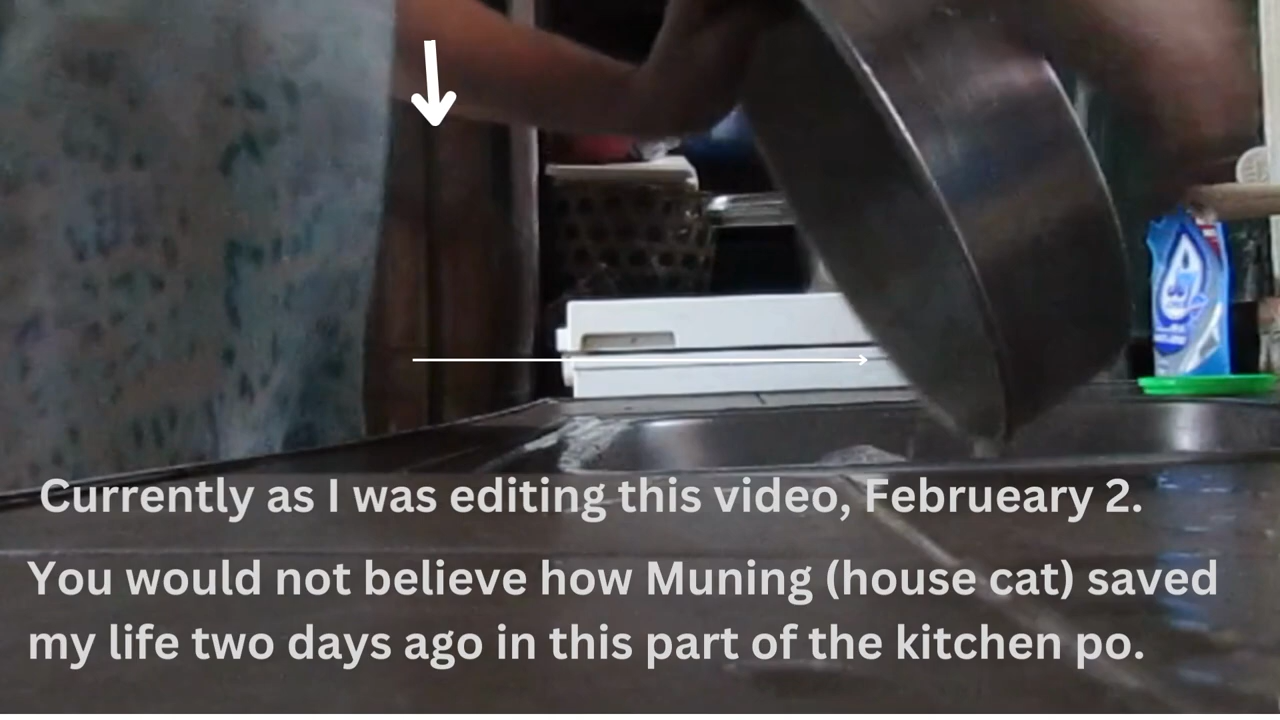 Currently as I was editing this video, Februeary 2.
You would not believe how Muning (house cat) saved
my life two days ago in this part of the kitchen po.